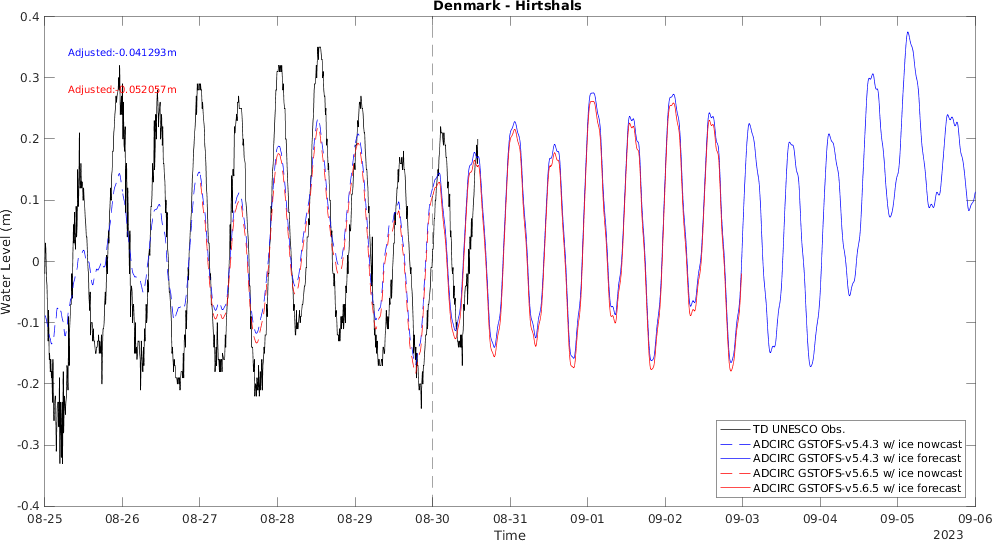 Denmark - Hirtshals
0.4
0.3
0.2
0.1
0
-0.1
-0.2
-0.3
-0.4
Water Level (m)
Adjusted:-0.041293m
Adjusted:-0.052057m
TD UNESCO Obs.
ADCIRC GSTOFS-v5.4.3 w/ ice nowcast
ADCIRC GSTOFS-v5.4.3 w/ ice forecast
ADCIRC GSTOFS-v5.6.5 w/ ice nowcast
ADCIRC GSTOFS-v5.6.5 w/ ice forecast
08-25 08-26 08-27 08-28 08-29 08-30 08-31 09-01 09-02 09-03 09-04 09-05 09-06
Time
2023